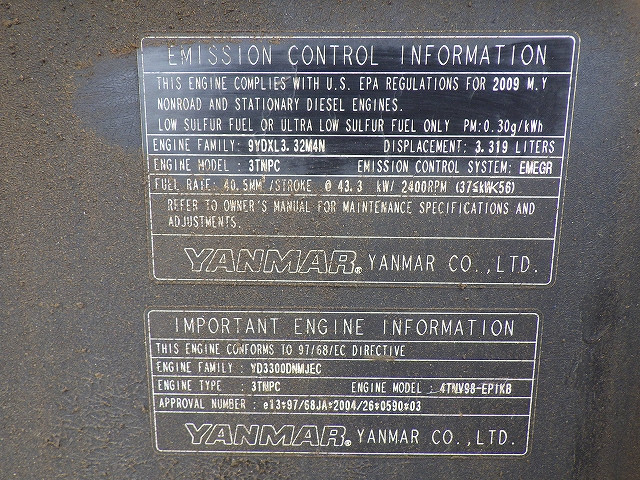 EMISSION CONTROL INFORMATION
THIS ENGINE COMPLIES WITH U.S. EPA REGULATIONS FOR 2009 M.Y
NONROAD AND STATIONARY DIESEL ENGINES.
LOW SULFUR FUEL OR ULTRA LOW SULFUR FUEL ONLY PM:0.30g/kWh
ENGINE FAMILY: 9YDXL3.32M4N DISPLACEMENT: 3.319 LITERS
ENGINE MODEL: 3TNPC EMISSION CONTROL SYSTEM: EMEGR
FUEL RATE: 40.5MM³/STROKE @ 43.3 kW/ 2400RPM (37≦kW<56)
REFER TO OWNER'S MANUAL FOR MAINTENANCE SPECIFICATIONS AND
ADJUSTMENTS.
YANMAR® YANMAR CO.,LTD.
IMPORTANT ENGINE INFORMATION
THIS ENGINE CONFORMS TO 97/68/EC DIRECTIVE
ENGINE FAMILY: YD3300DNMJEC
ENGINE TYPE : 3TNPC ENGINE MODEL: 4TNV98-EP1KB
APPROVAL NUMBER : e13*97/68JA*2004/26*0590*03
YANMAR® YANMAR CO.,LTD.